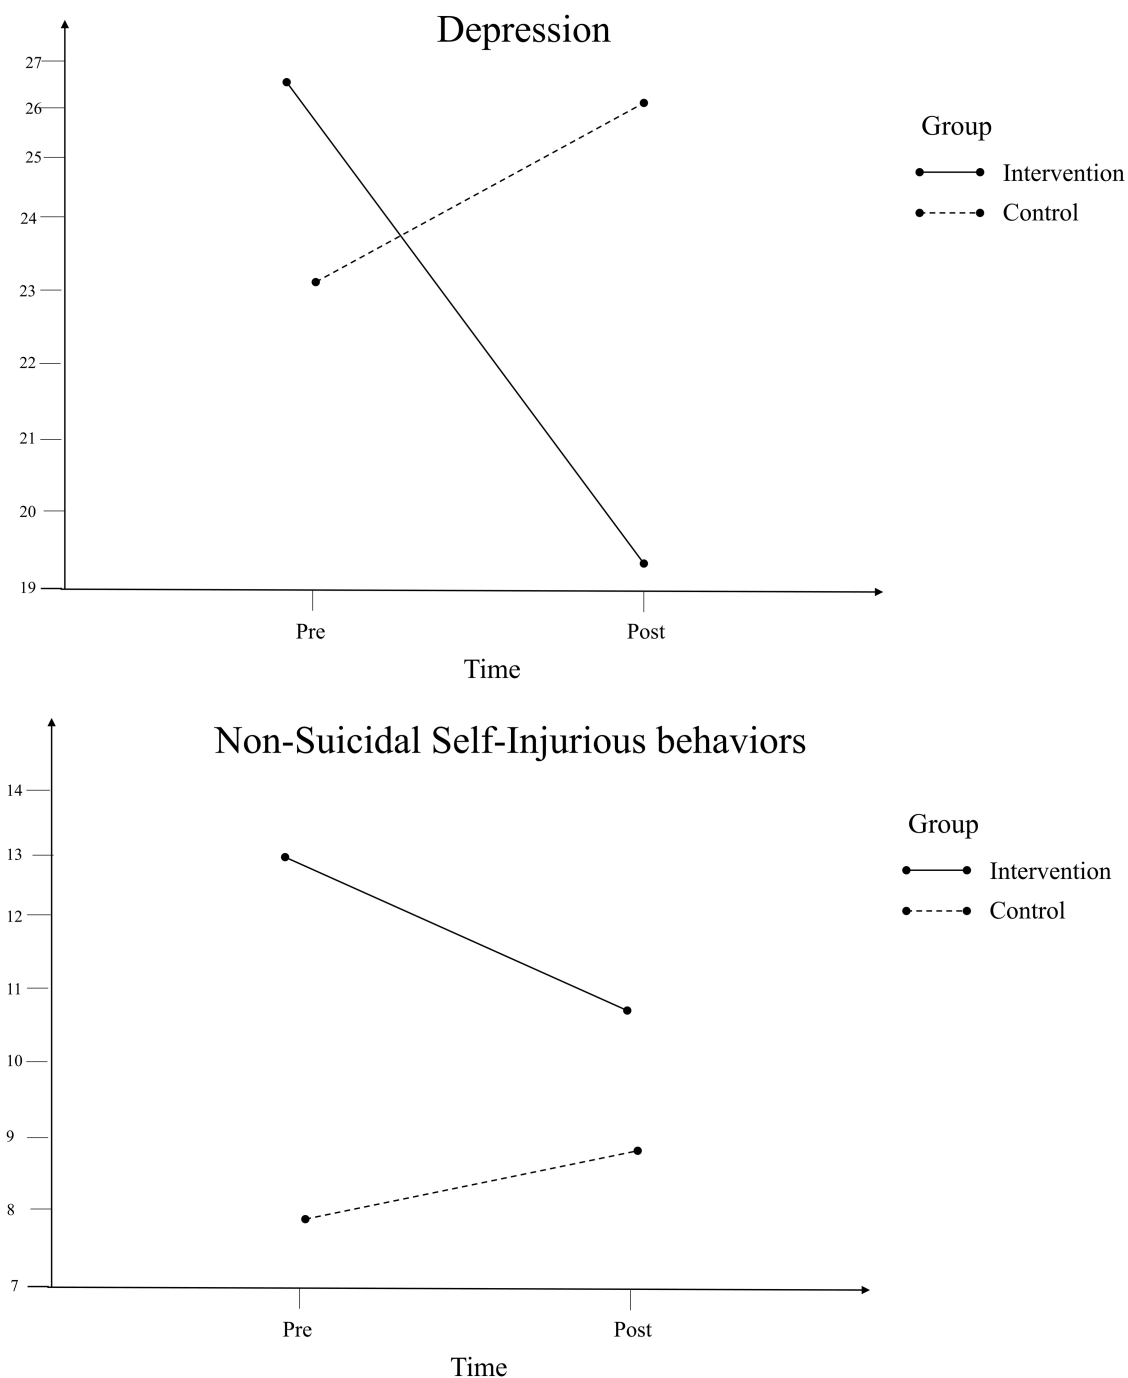 Depression
27
26
25
24
23
22
21
20
19
Pre
Post
Time
Group
Intervention
Control
Non-Suicidal Self-Injurious behaviors
14
13
12
11
10
9
8
7
Pre
Post
Time
Group
Intervention
Control